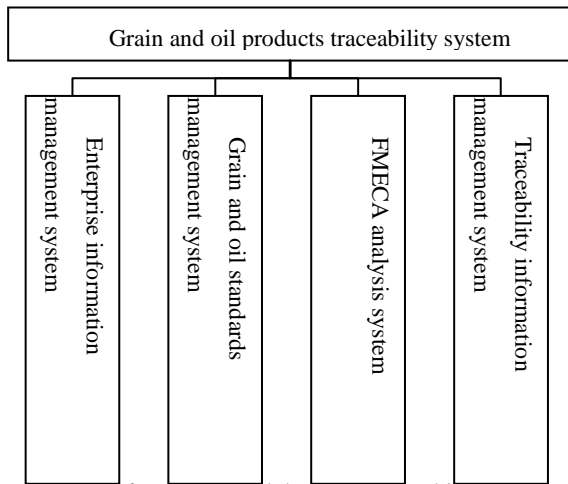 Grain and oil products traceability system
Enterprise information
management system
Grain and oil standards
management system
FMECA analysis system
Traceability information
management system